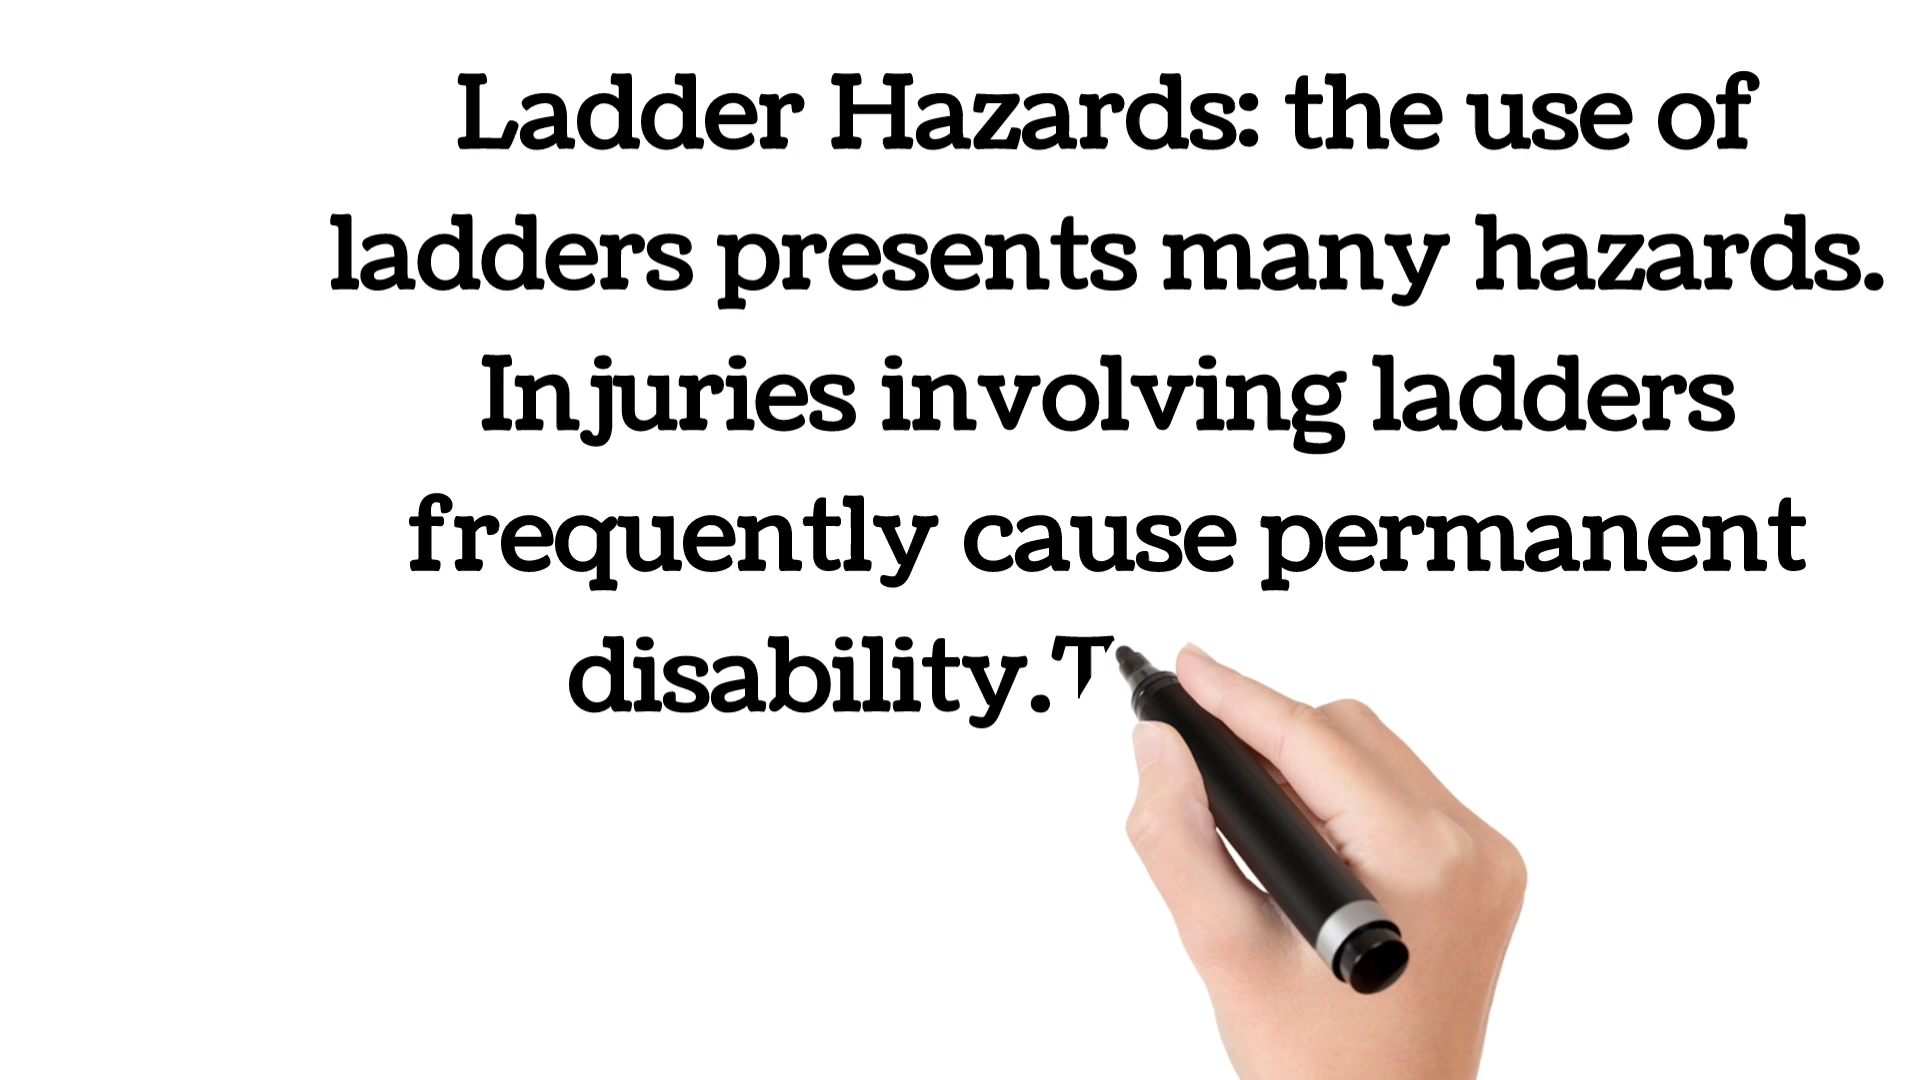 Ladder Hazards: the use of
ladders presents many hazards.
Injuries involving ladders
frequently cause permanent
disability.T